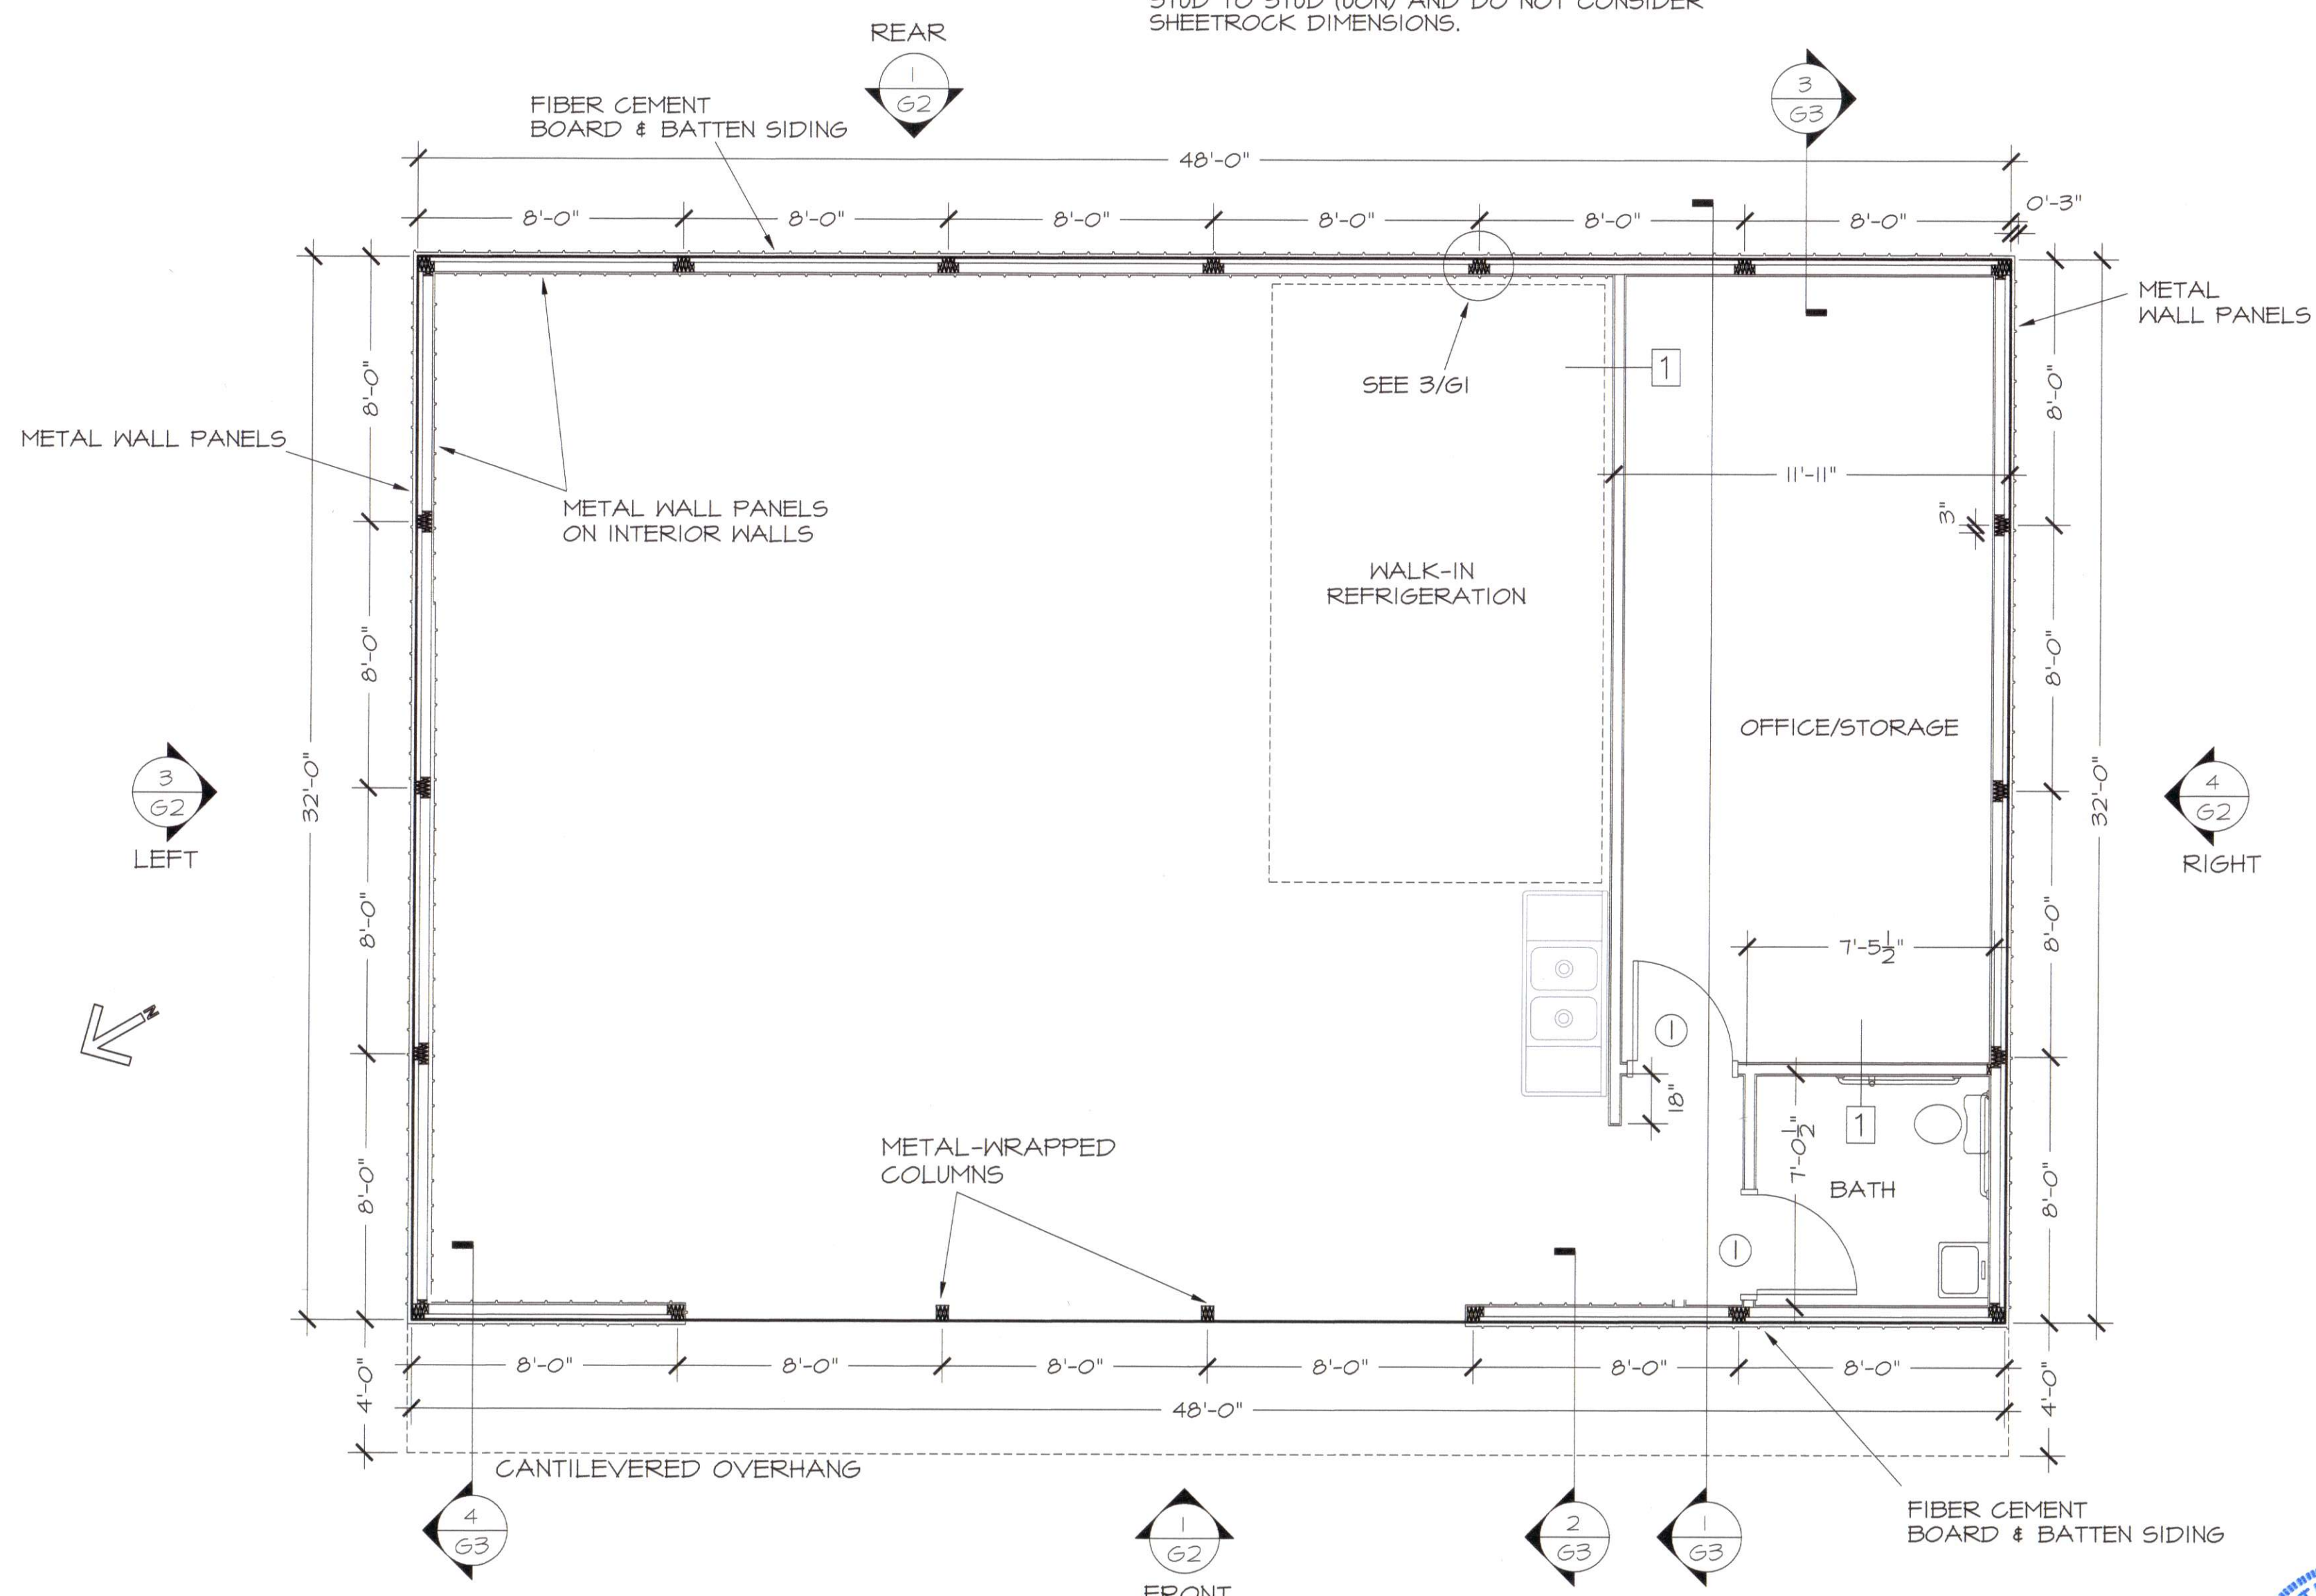 STUD TO STUD (UON) AND DO NOT CONSIDER
SHEETROCK DIMENSIONS.
REAR
1
G2
3
G3
FIBER CEMENT
BOARD & BATTEN SIDING
48'-0"
8'-0" 8'-0" 8'-0" 8'-0" 8'-0" 8'-0"
0'-3"
METAL
WALL PANELS
SEE 3/G1
1
8'-0"
8'-0"
METAL WALL PANELS
11'-11"
3"
METAL WALL PANELS
ON INTERIOR WALLS
WALK-IN
REFRIGERATION
8'-0"
8'-0"
OFFICE/STORAGE
32'-0"
32'-0"
3
G2
LEFT
4
G2
RIGHT
8'-0"
8'-0"
7'-5 1/2"
N
1
18"
7'-0 1/2"
1
METAL-WRAPPED
COLUMNS
BATH
8'-0"
8'-0"
1
8'-0" 8'-0" 8'-0" 8'-0" 8'-0" 8'-0"
4'-0"
4'-0"
48'-0"
CANTILEVERED OVERHANG
4
G3
1
G2
FRONT
2
G3
1
G3
FIBER CEMENT
BOARD & BATTEN SIDING